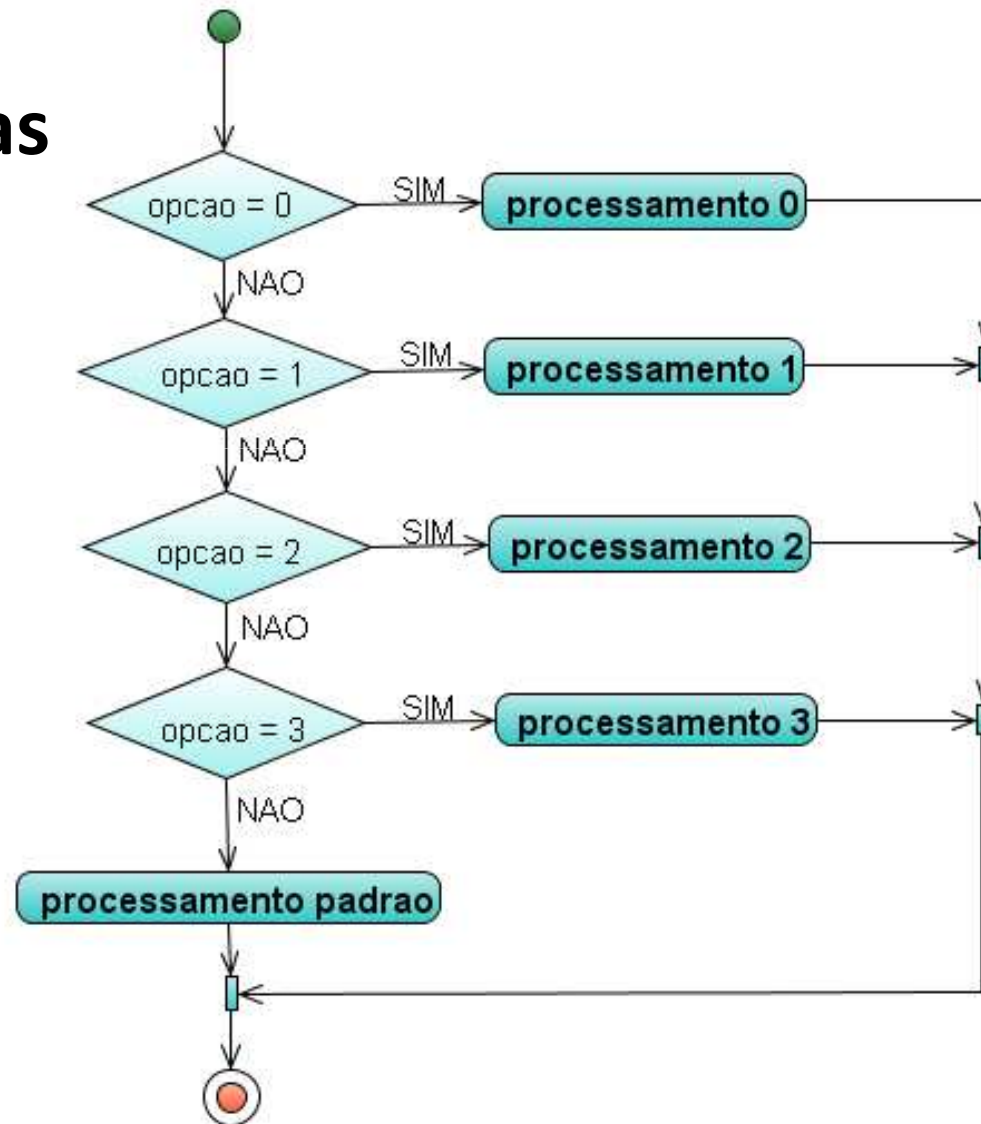 as
opcao = 0
SIM
processamento 0
NAO
opcao = 1
SIM
processamento 1
NAO
opcao = 2
SIM
processamento 2
NAO
opcao = 3
SIM
processamento 3
NAO
processamento padrao